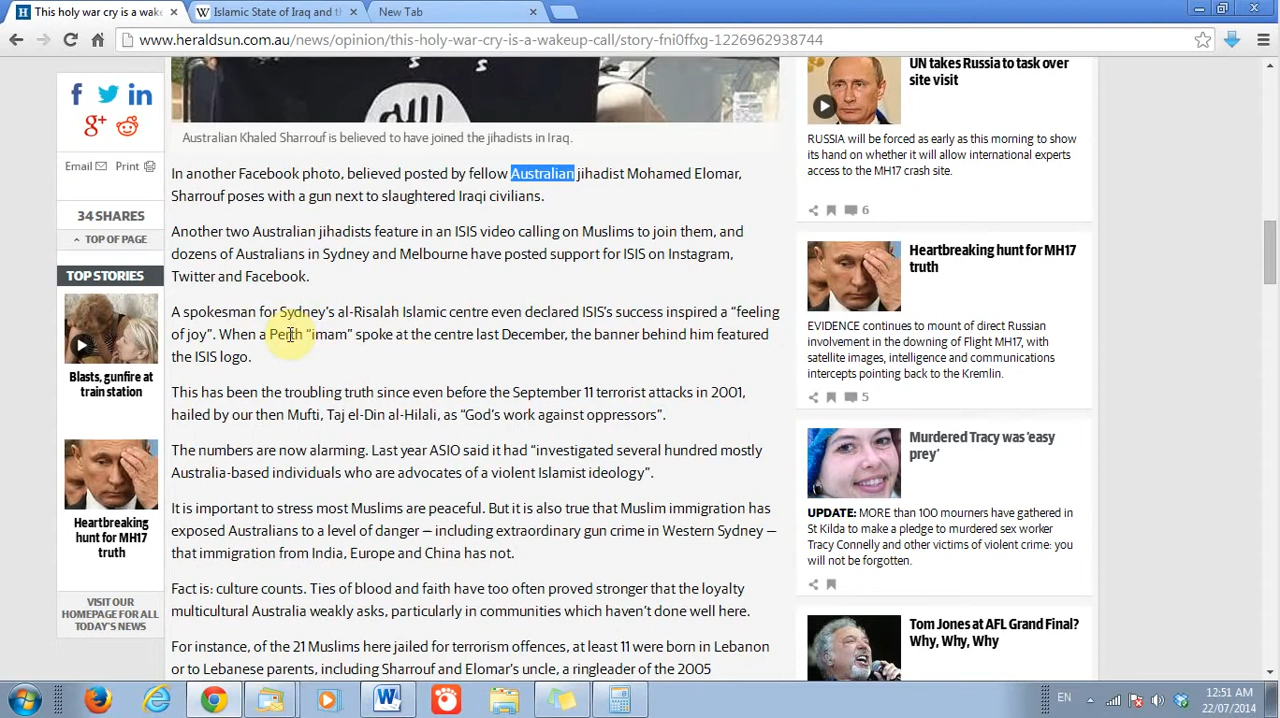 This holy war cry is a wake
Islamic State of Iraq and th
New Tab
www.heraldsun.com.au/news/opinion/this-holy-war-cry-is-a-wakeup-call/story-fni0ffxg-1226962938744
Email
Print
34 SHARES
TOP OF PAGE
TOP STORIES
Blasts, gunfire at
train station
Heartbreaking
hunt for MH17
truth
VISIT OUR
HOMEPAGE FOR ALL
TODAY'S NEWS
Australian Khaled Sharrouf is believed to have joined the jihadists in Iraq.
In another Facebook photo, believed posted by fellow Australian jihadist Mohamed Elomar,
Sharrouf poses with a gun next to slaughtered Iraqi civilians.
Another two Australian jihadists feature in an ISIS video calling on Muslims to join them, and
dozens of Australians in Sydney and Melbourne have posted support for ISIS on Instagram,
Twitter and Facebook.
A spokesman for Sydney's al-Risalah Islamic centre even declared ISIS's success inspired a “feeling
of joy”. When a Perth “imam” spoke at the centre last December, the banner behind him featured
the ISIS logo.
This has been the troubling truth since even before the September 11 terrorist attacks in 2001,
hailed by our then Mufti, Taj el-Din al-Hilali, as “God's work against oppressors”.
The numbers are now alarming. Last year ASIO said it had “investigated several hundred mostly
Australia-based individuals who are advocates of a violent Islamist ideology”.
It is important to stress most Muslims are peaceful. But it is also true that Muslim immigration has
exposed Australians to a level of danger — including extraordinary gun crime in Western Sydney —
that immigration from India, Europe and China has not.
Fact is: culture counts. Ties of blood and faith have too often proved stronger that the loyalty
multicultural Australia weakly asks, particularly in communities which haven't done well here.
For instance, of the 21 Muslims here jailed for terrorism offences, at least 11 were born in Lebanon
or to Lebanese parents, including Sharrouf and Elomar's uncle, a ringleader of the 2005
UN takes Russia to task over
site visit
RUSSIA will be forced as early as this morning to show
its hand on whether it will allow international experts
access to the MH17 crash site.
6
Heartbreaking hunt for MH17
truth
EVIDENCE continues to mount of direct Russian
involvement in the downing of Flight MH17, with
satellite images, intelligence and communications
intercepts pointing back to the Kremlin.
5
Murdered Tracy was 'easy
prey'
UPDATE: MORE than 100 mourners have gathered in
St Kilda to make a pledge to murdered sex worker
Tracy Connelly and other victims of violent crime: you
will not be forgotten.
Tom Jones at AFL Grand Final?
Why, Why, Why
EN
12:51 AM
22/07/2014